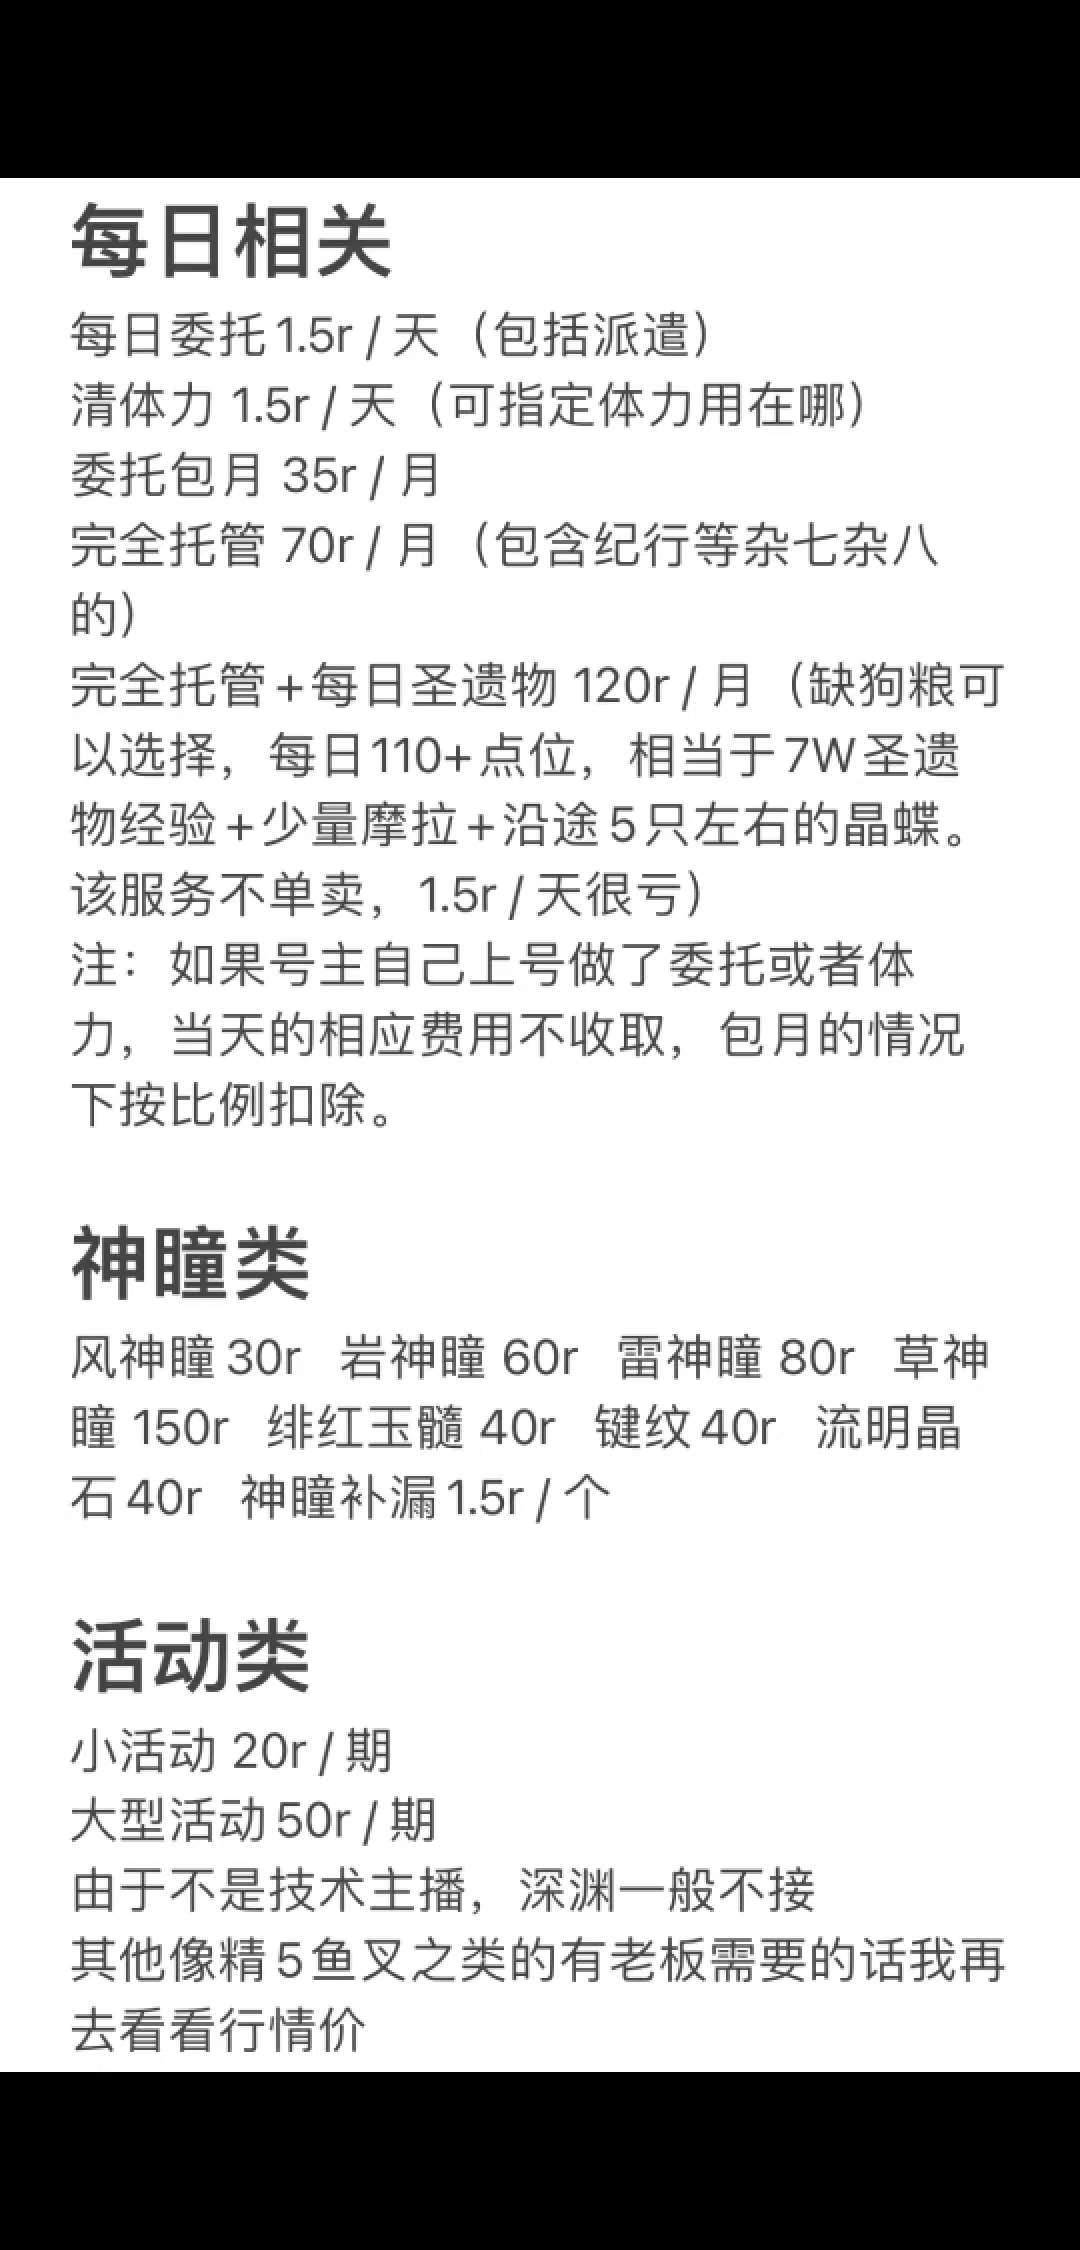 每日相关
每日委托1.5r / 天（包括派遣）
清体力 1.5r / 天（可指定体力用在哪）
委托包月 35r / 月
完全托管 70r / 月（包含纪行等杂七杂八
的）
完全托管+每日圣遗物 120r / 月（缺狗粮可
以选择，每日110+点位，相当于7W圣遗
物经验+少量摩拉+沿途5只左右的晶蝶。
该服务不单卖，1.5r / 天很亏）
注：如果号主自己上号做了委托或者体
力，当天的相应费用不收取，包月的情况
下按比例扣除。
神瞳类
风神瞳30r 岩神瞳 60r 雷神瞳 80r 草神
瞳 150r 绯红玉髓 40r 键纹40r 流明晶
石40r 神瞳补漏1.5r / 个
活动类
小活动 20r / 期
大型活动50r / 期
由于不是技术主播，深渊一般不接
其他像精5鱼叉之类的有老板需要的话我再
去看看行情价